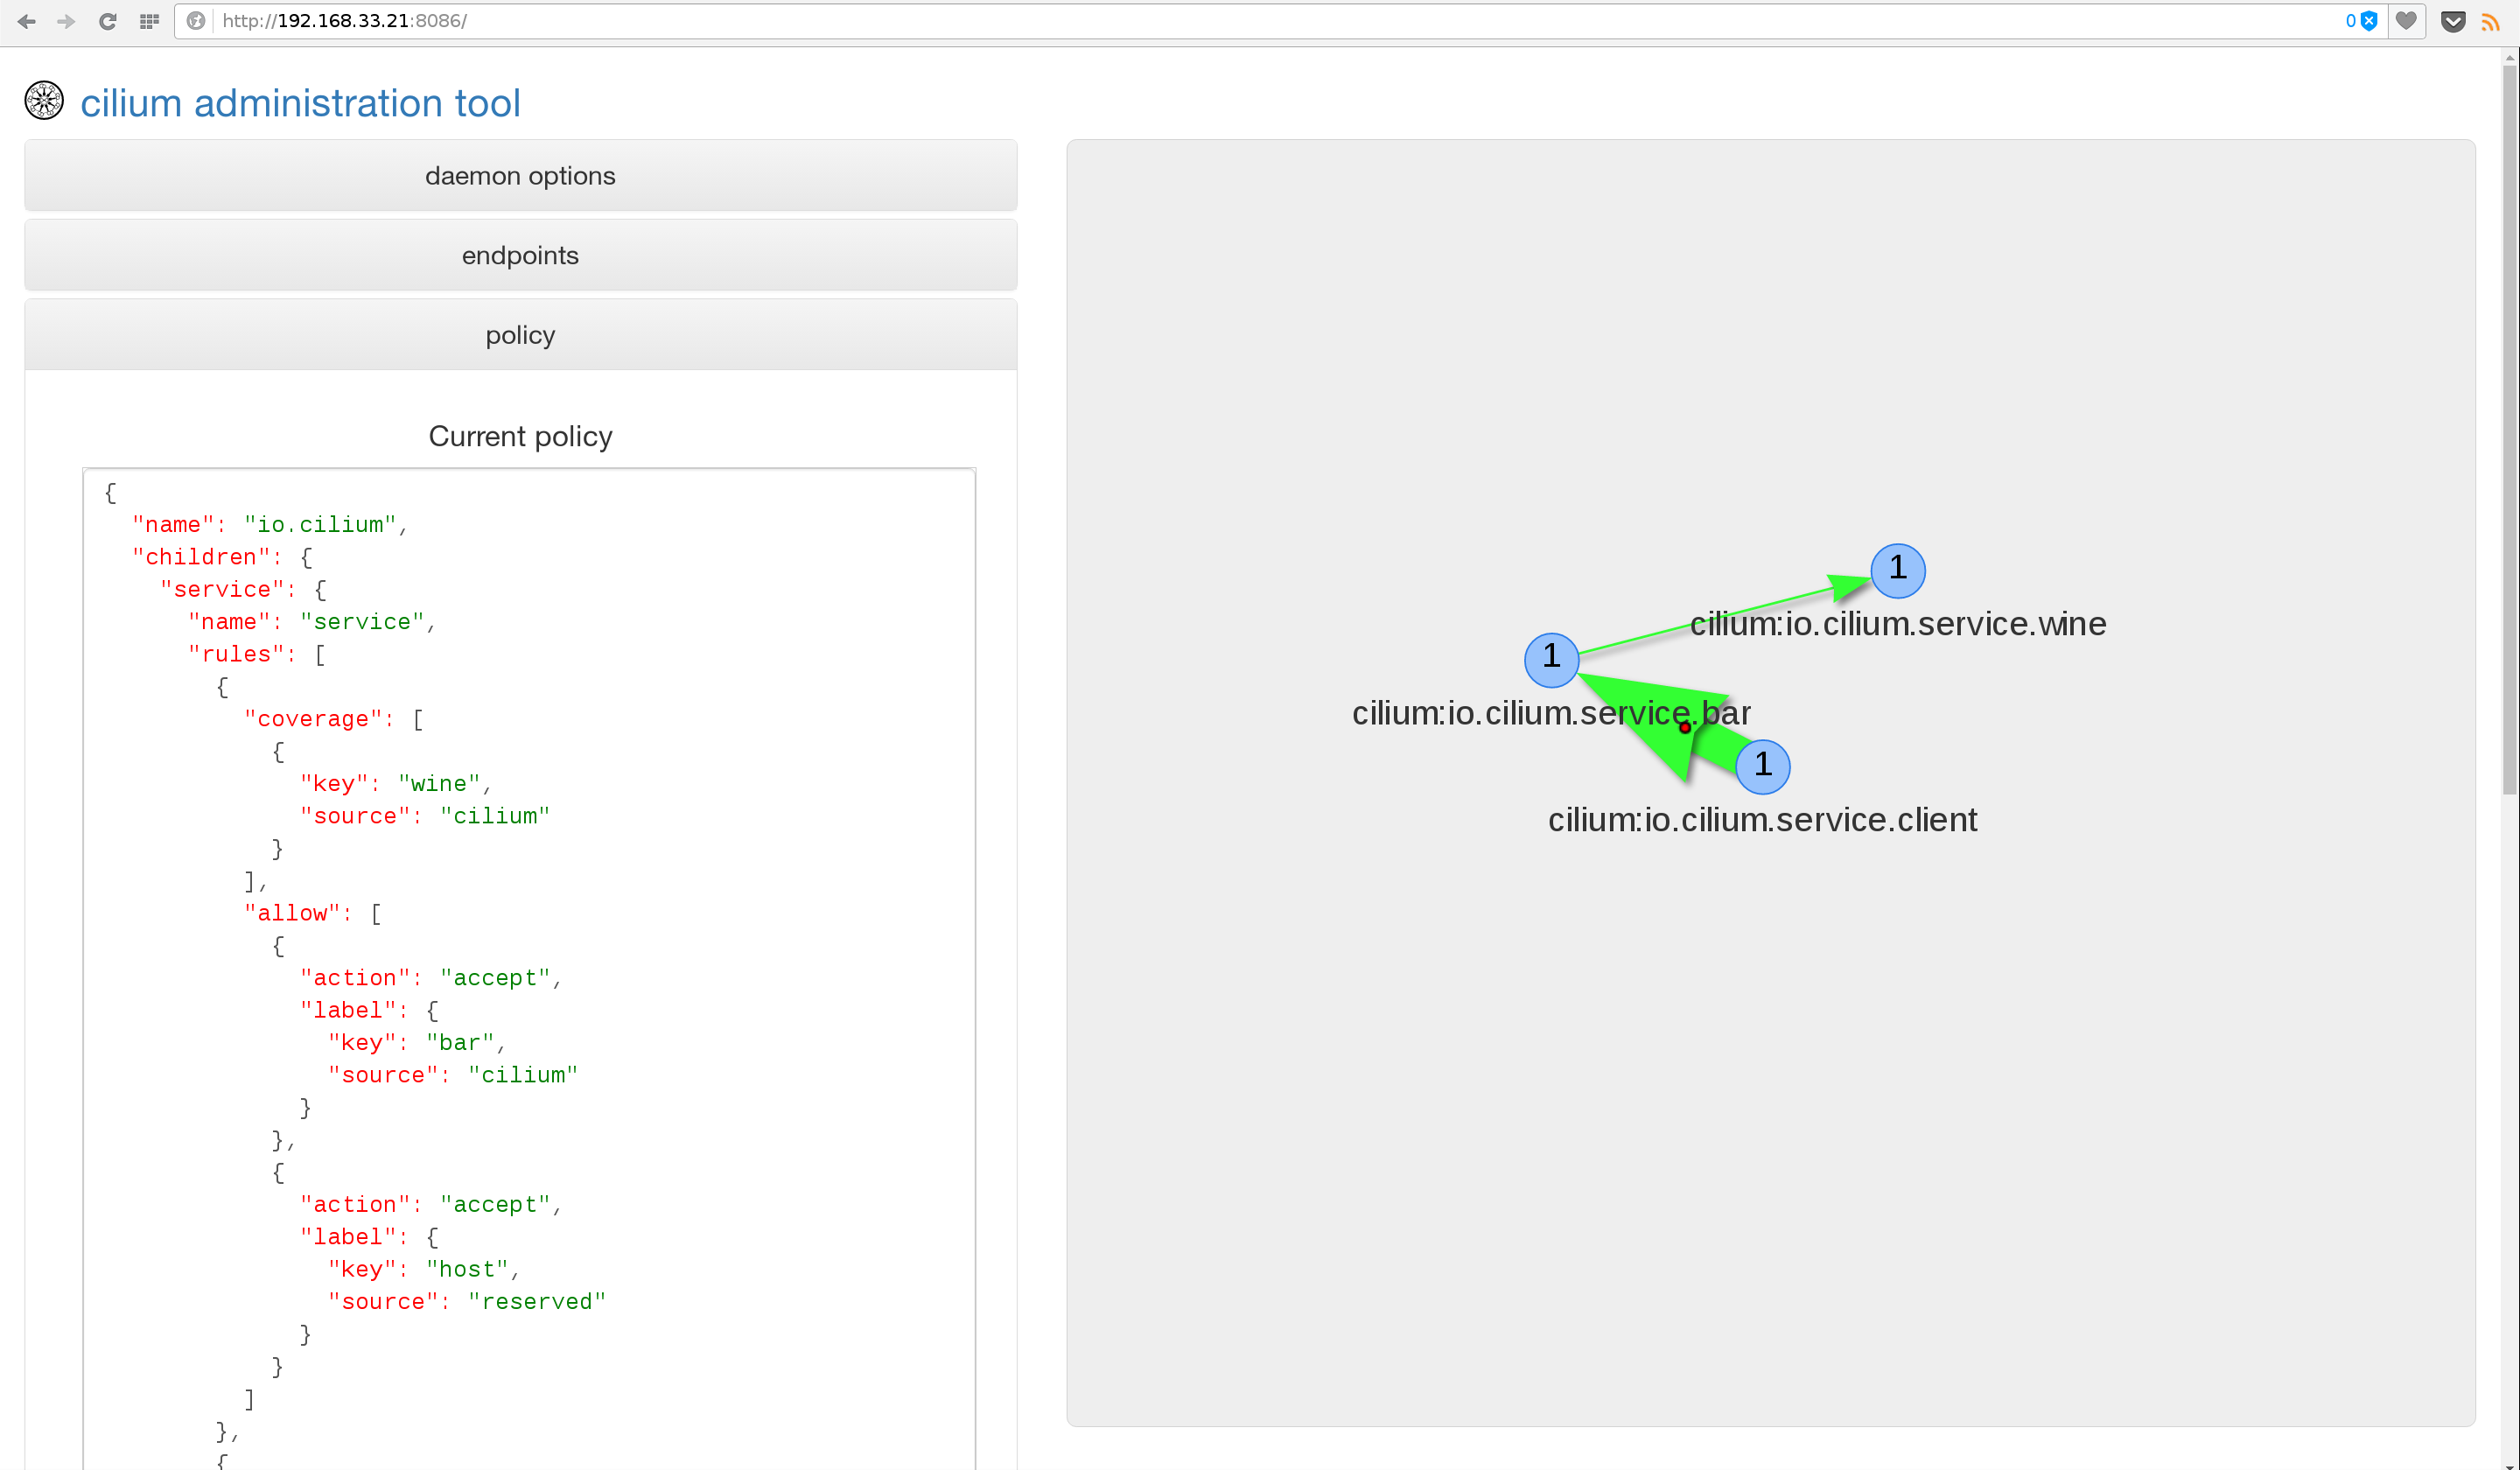 http://192.168.33.21:8086/
0
cilium administration tool
daemon options
endpoints
policy
Current policy
{
"name": "io.cilium",
"children": {
"service": {
"name": "service",
"rules": [
{
"coverage": [
{
"key": "wine",
"source": "cilium"
}
],
"allow": [
{
"action": "accept",
"label": {
"key": "bar",
"source": "cilium"
}
},
{
"action": "accept",
"label": {
"key": "host",
"source": "reserved"
}
}
]
},
{
1
cilium:io.cilium.service.wine
1
cilium:io.cilium.service.bar
1
cilium:io.cilium.service.client